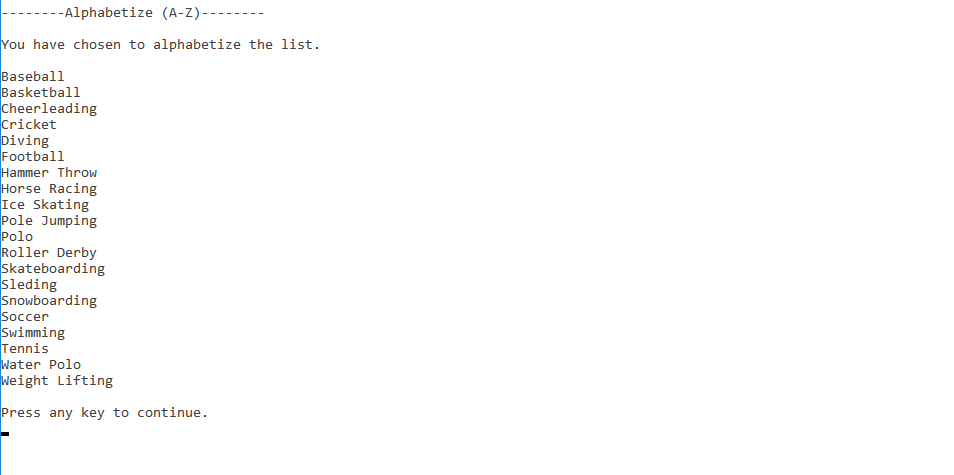 --------Alphabetize (A-Z)--------
You have chosen to alphabetize the list.
Baseball
Basketball
Cheerleading
Cricket
Diving
Football
Hammer Throw
Horse Racing
Ice Skating
Pole Jumping
Polo
Roller Derby
Skateboarding
Sleding
Snowboarding
Soccer
Swimming
Tennis
Water Polo
Weight Lifting
Press any key to continue.